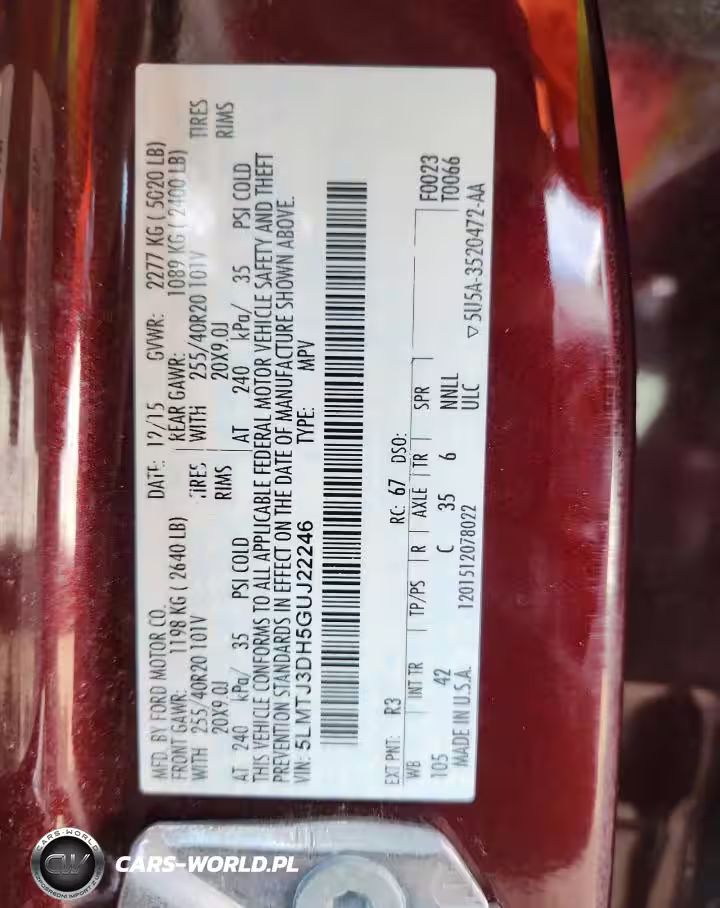 MFD. BY FORD MOTOR CO. DATE: 12/15 GVWR: 2277 KG ( 5020 LB)
FRONT GAWR: 1198 KG ( 2640 LB) REAR GAWR: 1089 KG ( 2400 LB)
WITH 255/40R20 101V TIRES WITH 255/40R20 101V TIRES
20X9.0J RIMS 20X9.0J RIMS
AT 240 kPa/ 35 PSI COLD AT 240 kPa/ 35 PSI COLD
THIS VEHICLE CONFORMS TO ALL APPLICABLE FEDERAL MOTOR VEHICLE SAFETY AND THEFT
PREVENTION STANDARDS IN EFFECT ON THE DATE OF MANUFACTURE SHOWN ABOVE.
VIN: 5LMTJ3DH5GUJ22246 TYPE: MPV
EXT PNT: R3 RC: 67 DSO: F0023
WB INT TR TP/PS R AXLE TR SPR T0066
105 42 C 35 6 NNLL
MADE IN U.S.A. 1201512078022 ULC ▽5U5A-3520472-AA
CARS-WORLD
CW
CARS-WORLD.PL